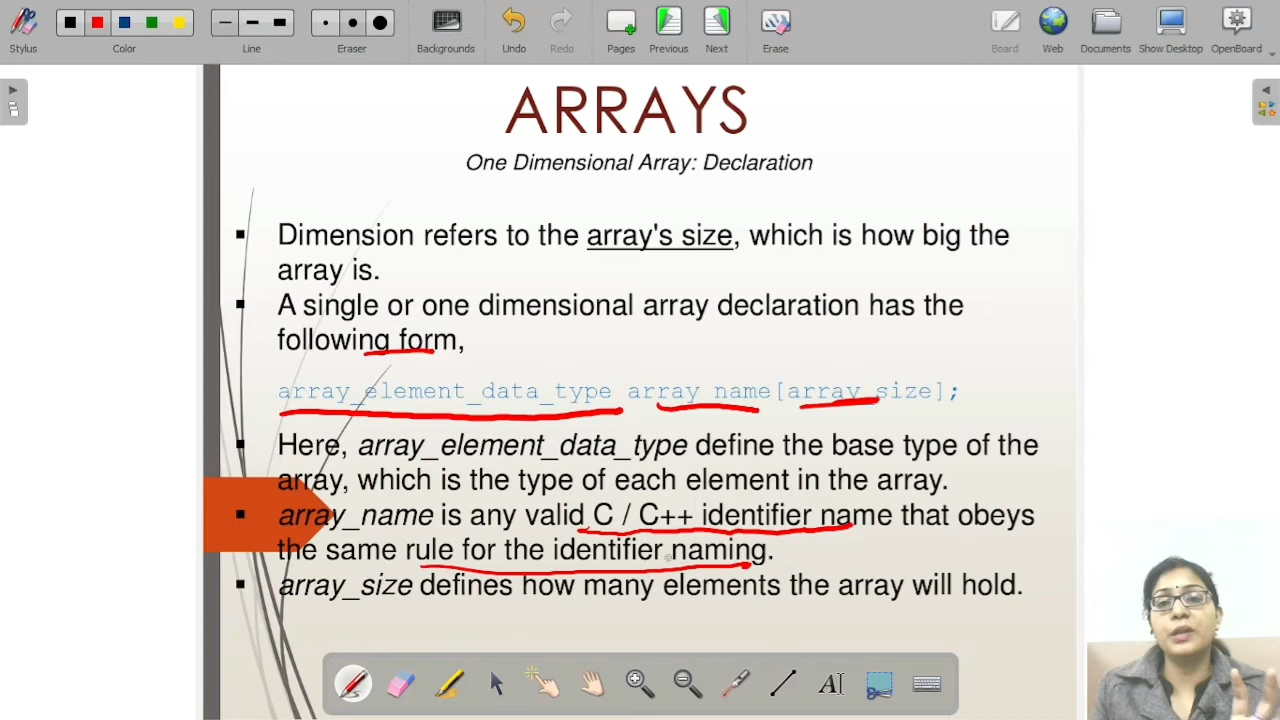 Stylus
Color
Line
Eraser
Backgrounds
Undo
Redo
Pages
Previous
Next
Erase
Board
Web
Documents
Show Desktop
OpenBoard
ARRAYS
One Dimensional Array: Declaration
▪ Dimension refers to the array's size, which is how big the
array is.
▪ A single or one dimensional array declaration has the
following form,
array_element_data_type array_name[array_size];
▪ Here, array_element_data_type define the base type of the
array, which is the type of each element in the array.
▪ array_name is any valid C / C++ identifier name that obeys
the same rule for the identifier naming.
▪ array_size defines how many elements the array will hold.
AI